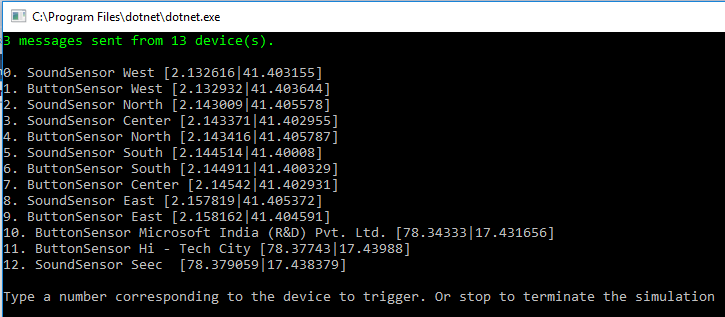 C:\Program Files\dotnet\dotnet.exe
3 messages sent from 13 device(s).
0. SoundSensor West [2.132616|41.403155]
1. ButtonSensor West [2.132932|41.403644]
2. SoundSensor North [2.143009|41.405578]
3. SoundSensor Center [2.143371|41.402955]
4. ButtonSensor North [2.143416|41.405787]
5. SoundSensor South [2.144514|41.40008]
6. ButtonSensor South [2.144911|41.400329]
7. ButtonSensor Center [2.14542|41.402931]
8. SoundSensor East [2.157819|41.405372]
9. ButtonSensor East [2.158162|41.404591]
10. ButtonSensor Microsoft India (R&D) Pvt. Ltd. [78.34333|17.431656]
11. ButtonSensor Hi - Tech City [78.37743|17.43988]
12. SoundSensor Seec  [78.379059|17.438379]
Type a number corresponding to the device to trigger. Or stop to terminate the simulation